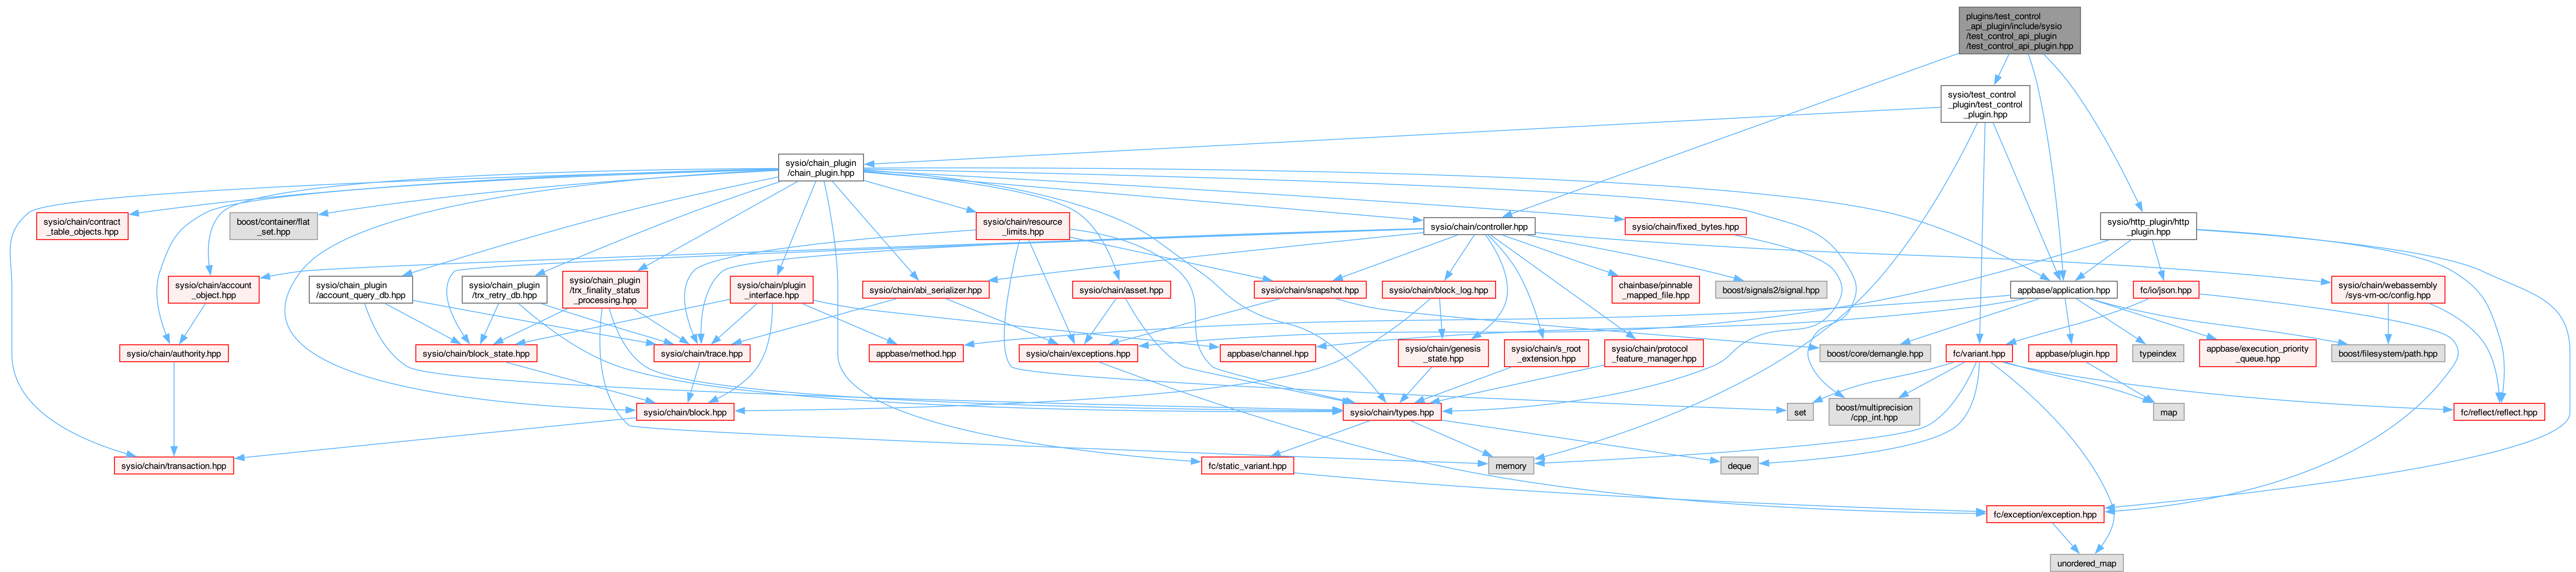 plugins/test_control
_api_plugin/include/sysio
/test_control_api_plugin
/test_control_api_plugin.hpp
sysio/test_control
_plugin/test_control
_plugin.hpp
sysio/chain_plugin
/chain_plugin.hpp
sysio/chain/contract
_table_objects.hpp
boost/container/flat
_set.hpp
sysio/chain/resource
_limits.hpp
sysio/chain/controller.hpp
sysio/chain/fixed_bytes.hpp
sysio/http_plugin/http
_plugin.hpp
sysio/chain/account
_object.hpp
sysio/chain_plugin
/account_query_db.hpp
sysio/chain_plugin
/trx_retry_db.hpp
sysio/chain_plugin
/trx_finality_status
_processing.hpp
sysio/chain/plugin
_interface.hpp
sysio/chain/abi_serializer.hpp
sysio/chain/asset.hpp
sysio/chain/snapshot.hpp
sysio/chain/block_log.hpp
chainbase/pinnable
_mapped_file.hpp
boost/signals2/signal.hpp
appbase/application.hpp
fc/io/json.hpp
sysio/chain/webassembly
/sys-vm-oc/config.hpp
sysio/chain/authority.hpp
sysio/chain/block_state.hpp
sysio/chain/trace.hpp
appbase/method.hpp
sysio/chain/exceptions.hpp
appbase/channel.hpp
sysio/chain/genesis
_state.hpp
sysio/chain/s_root
_extension.hpp
sysio/chain/protocol
_feature_manager.hpp
boost/core/demangle.hpp
fc/variant.hpp
appbase/plugin.hpp
typeindex
appbase/execution_priority
_queue.hpp
boost/filesystem/path.hpp
sysio/chain/block.hpp
sysio/chain/types.hpp
set
boost/multiprecision
/cpp_int.hpp
map
fc/reflect/reflect.hpp
sysio/chain/transaction.hpp
fc/static_variant.hpp
memory
deque
fc/exception/exception.hpp
unordered_map